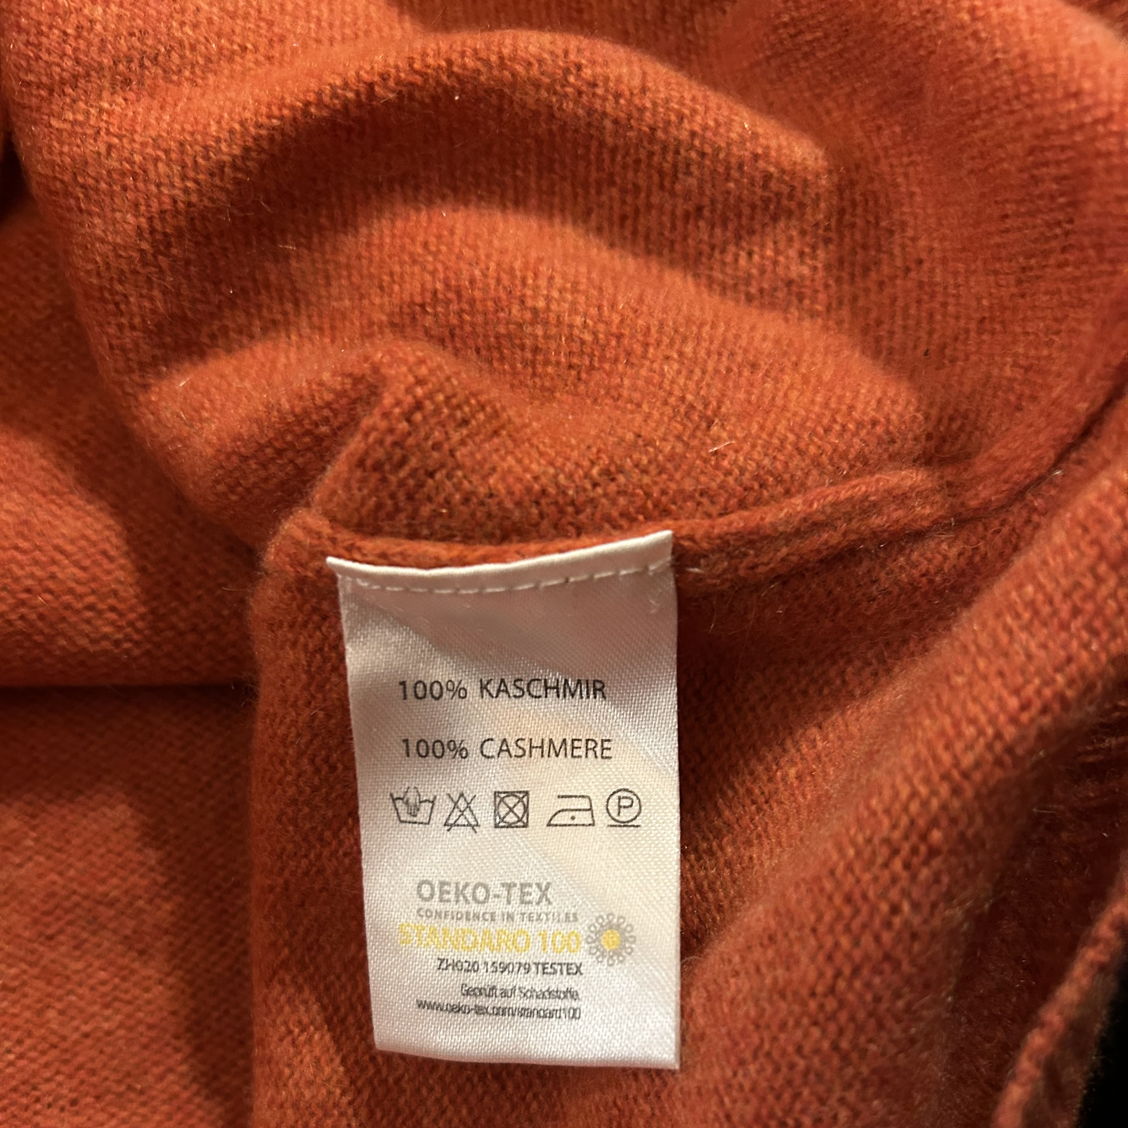 100% KASCHMIR
100% CASHMERE
P
OEKO-TEX
CONFIDENCE IN TEXTILES
STANDARD 100
ZH020 159079 TESTEX
Geprüft auf Schadstoffe.
www.oeko-tex.com/standard100